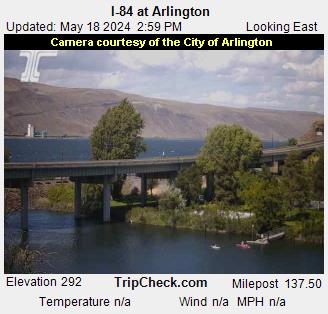 I-84 at Arlington
Updated: May 18 2024 2:59 PM Looking East
Camera courtesy of the City of Arlington
Elevation 292 TripCheck.com Milepost 137.50
Temperature n/a Wind n/a MPH n/a